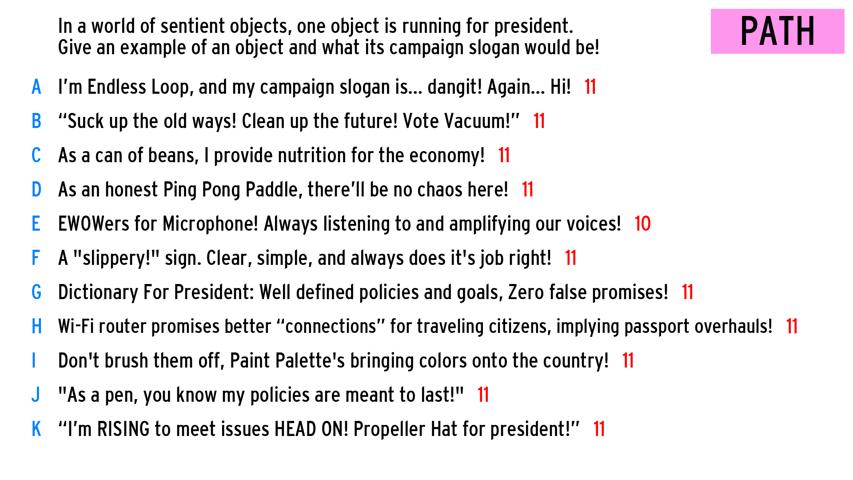 In a world of sentient objects, one object is running for president.
Give an example of an object and what its campaign slogan would be!
PATH
A I'm Endless Loop, and my campaign slogan is... dangit! Again... Hi! 11
B “Suck up the old ways! Clean up the future! Vote Vacuum!” 11
C As a can of beans, I provide nutrition for the economy! 11
D As an honest Ping Pong Paddle, there'll be no chaos here! 11
E EWOWers for Microphone! Always listening to and amplifying our voices! 10
F A "slippery!" sign. Clear, simple, and always does it's job right! 11
G Dictionary For President: Well defined policies and goals, Zero false promises! 11
H Wi-Fi router promises better “connections” for traveling citizens, implying passport overhauls! 11
I Don't brush them off, Paint Palette's bringing colors onto the country! 11
J "As a pen, you know my policies are meant to last!" 11
K “I'm RISING to meet issues HEAD ON! Propeller Hat for president!” 11